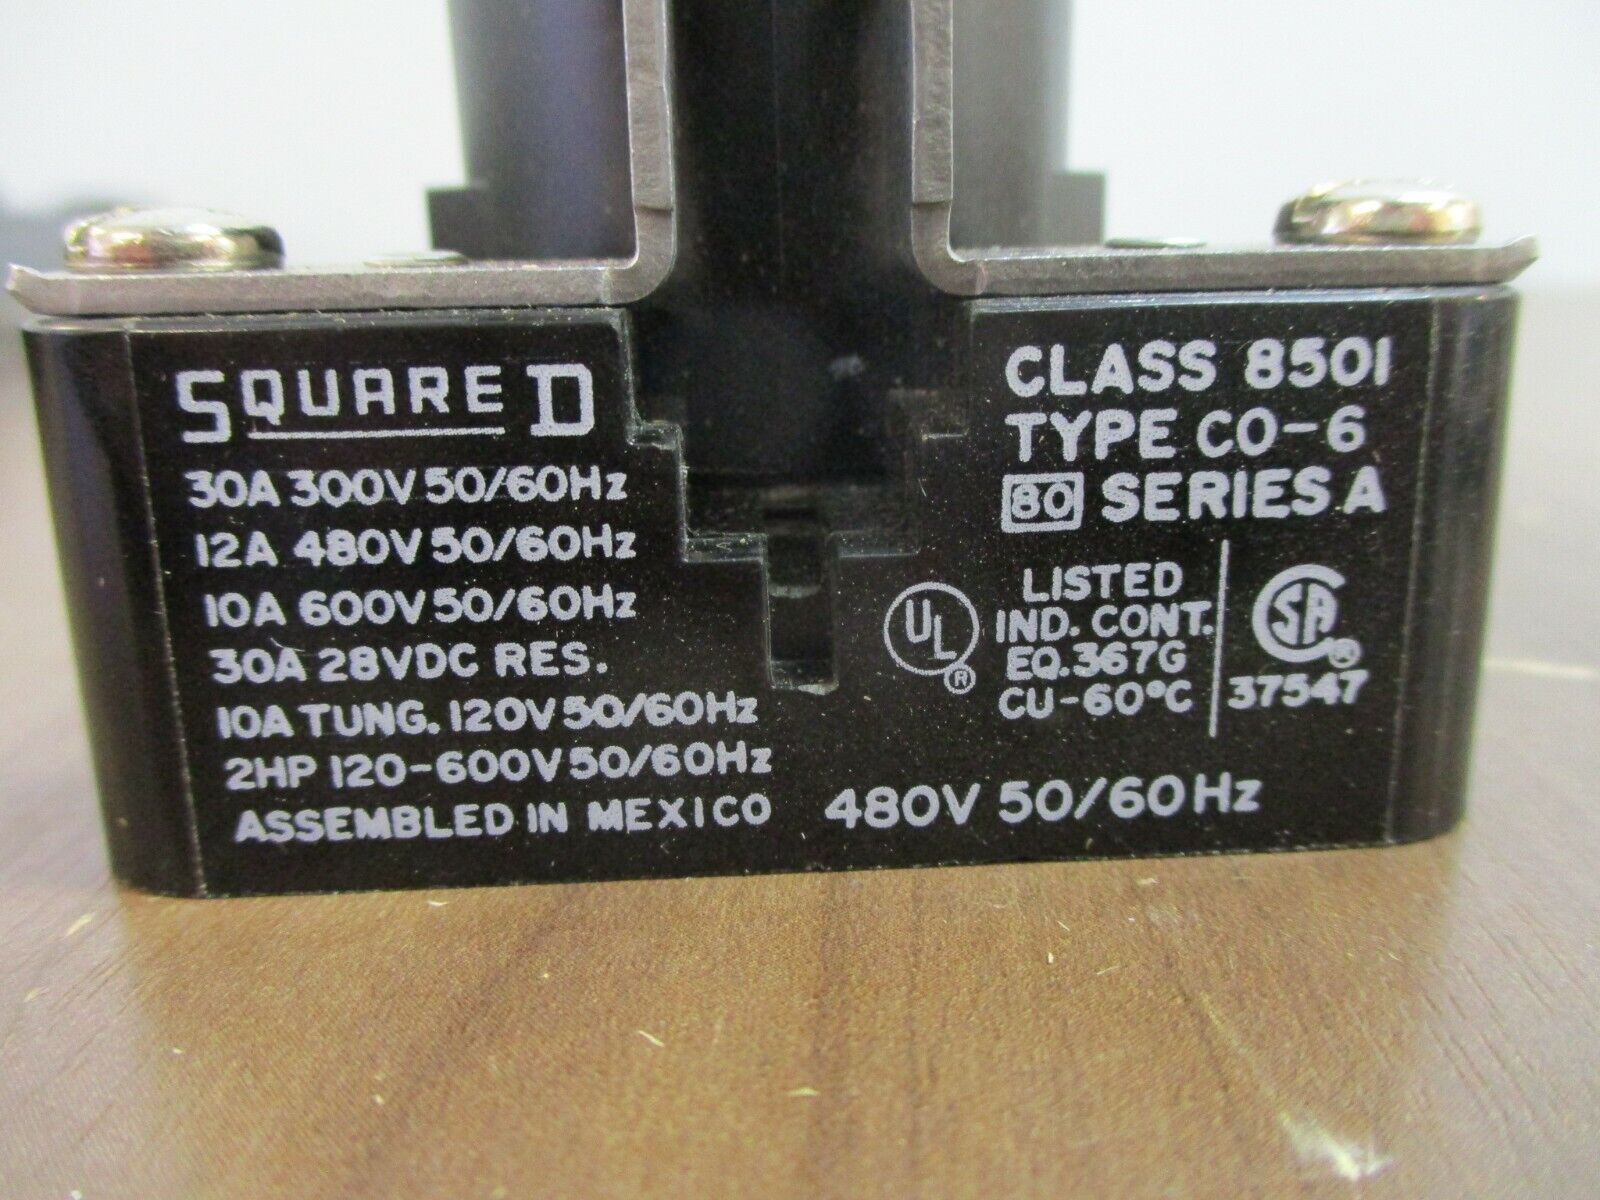 SQUARE D
30A 300V 50/60Hz
12A 480V 50/60Hz
10A 600V 50/60Hz
30A 28VDC RES.
10A TUNG. 120V 50/60Hz
2HP 120-600V 50/60Hz
ASSEMBLED IN MEXICO
CLASS 8501
TYPE CO-6
80 SERIES A
UL ®
LISTED
IND. CONT.
EQ.367G
CU-60°C
SA ®
37547
480V 50/60Hz